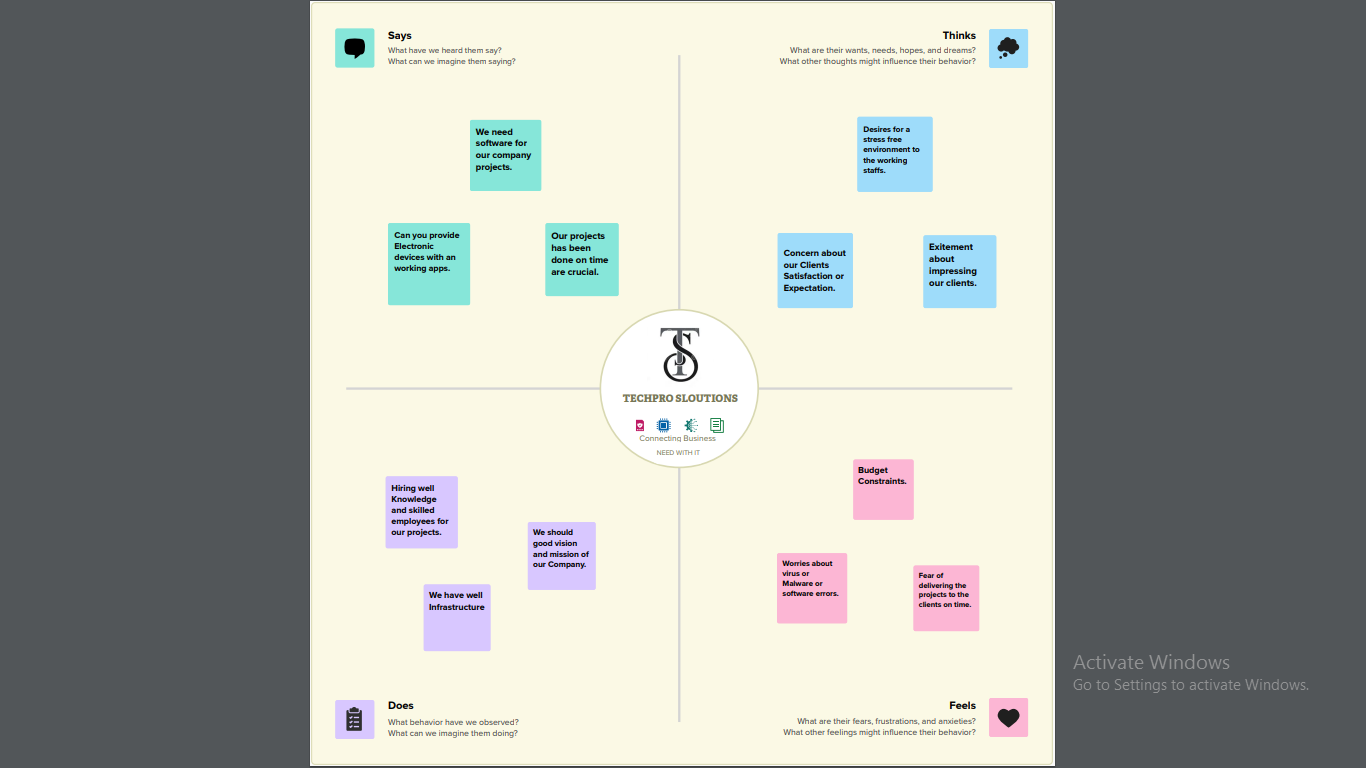 Says
What have we heard them say?
What can we imagine them saying?
Thinks
What are their wants, needs, hopes, and dreams?
What other thoughts might influence their behavior?
We need
software for
our company
projects.
Can you provide
Electronic
devices with an
working apps.
Our projects
has been
done on time
are crucial.
Desires for a
stress free
environment to
the working
staffs.
Concern about
our Clients
Satisfaction or
Expectation.
Exitement
about
impressing
our clients.
TS
TECHPRO SLOUTIONS
Connecting Business
NEED WITH IT
Hiring well
Knowledge
and skilled
employees for
our projects.
We should
good vision
and mission of
our Company.
We have well
Infrastructure
Budget
Constraints.
Worries about
virus or
Malware or
software errors.
Fear of
delivering the
projects to the
clients on time.
Does
What behavior have we observed?
What can we imagine them doing?
Feels
What are their fears, frustrations, and anxieties?
What other feelings might influence their behavior?
Activate Windows
Go to Settings to activate Windows.